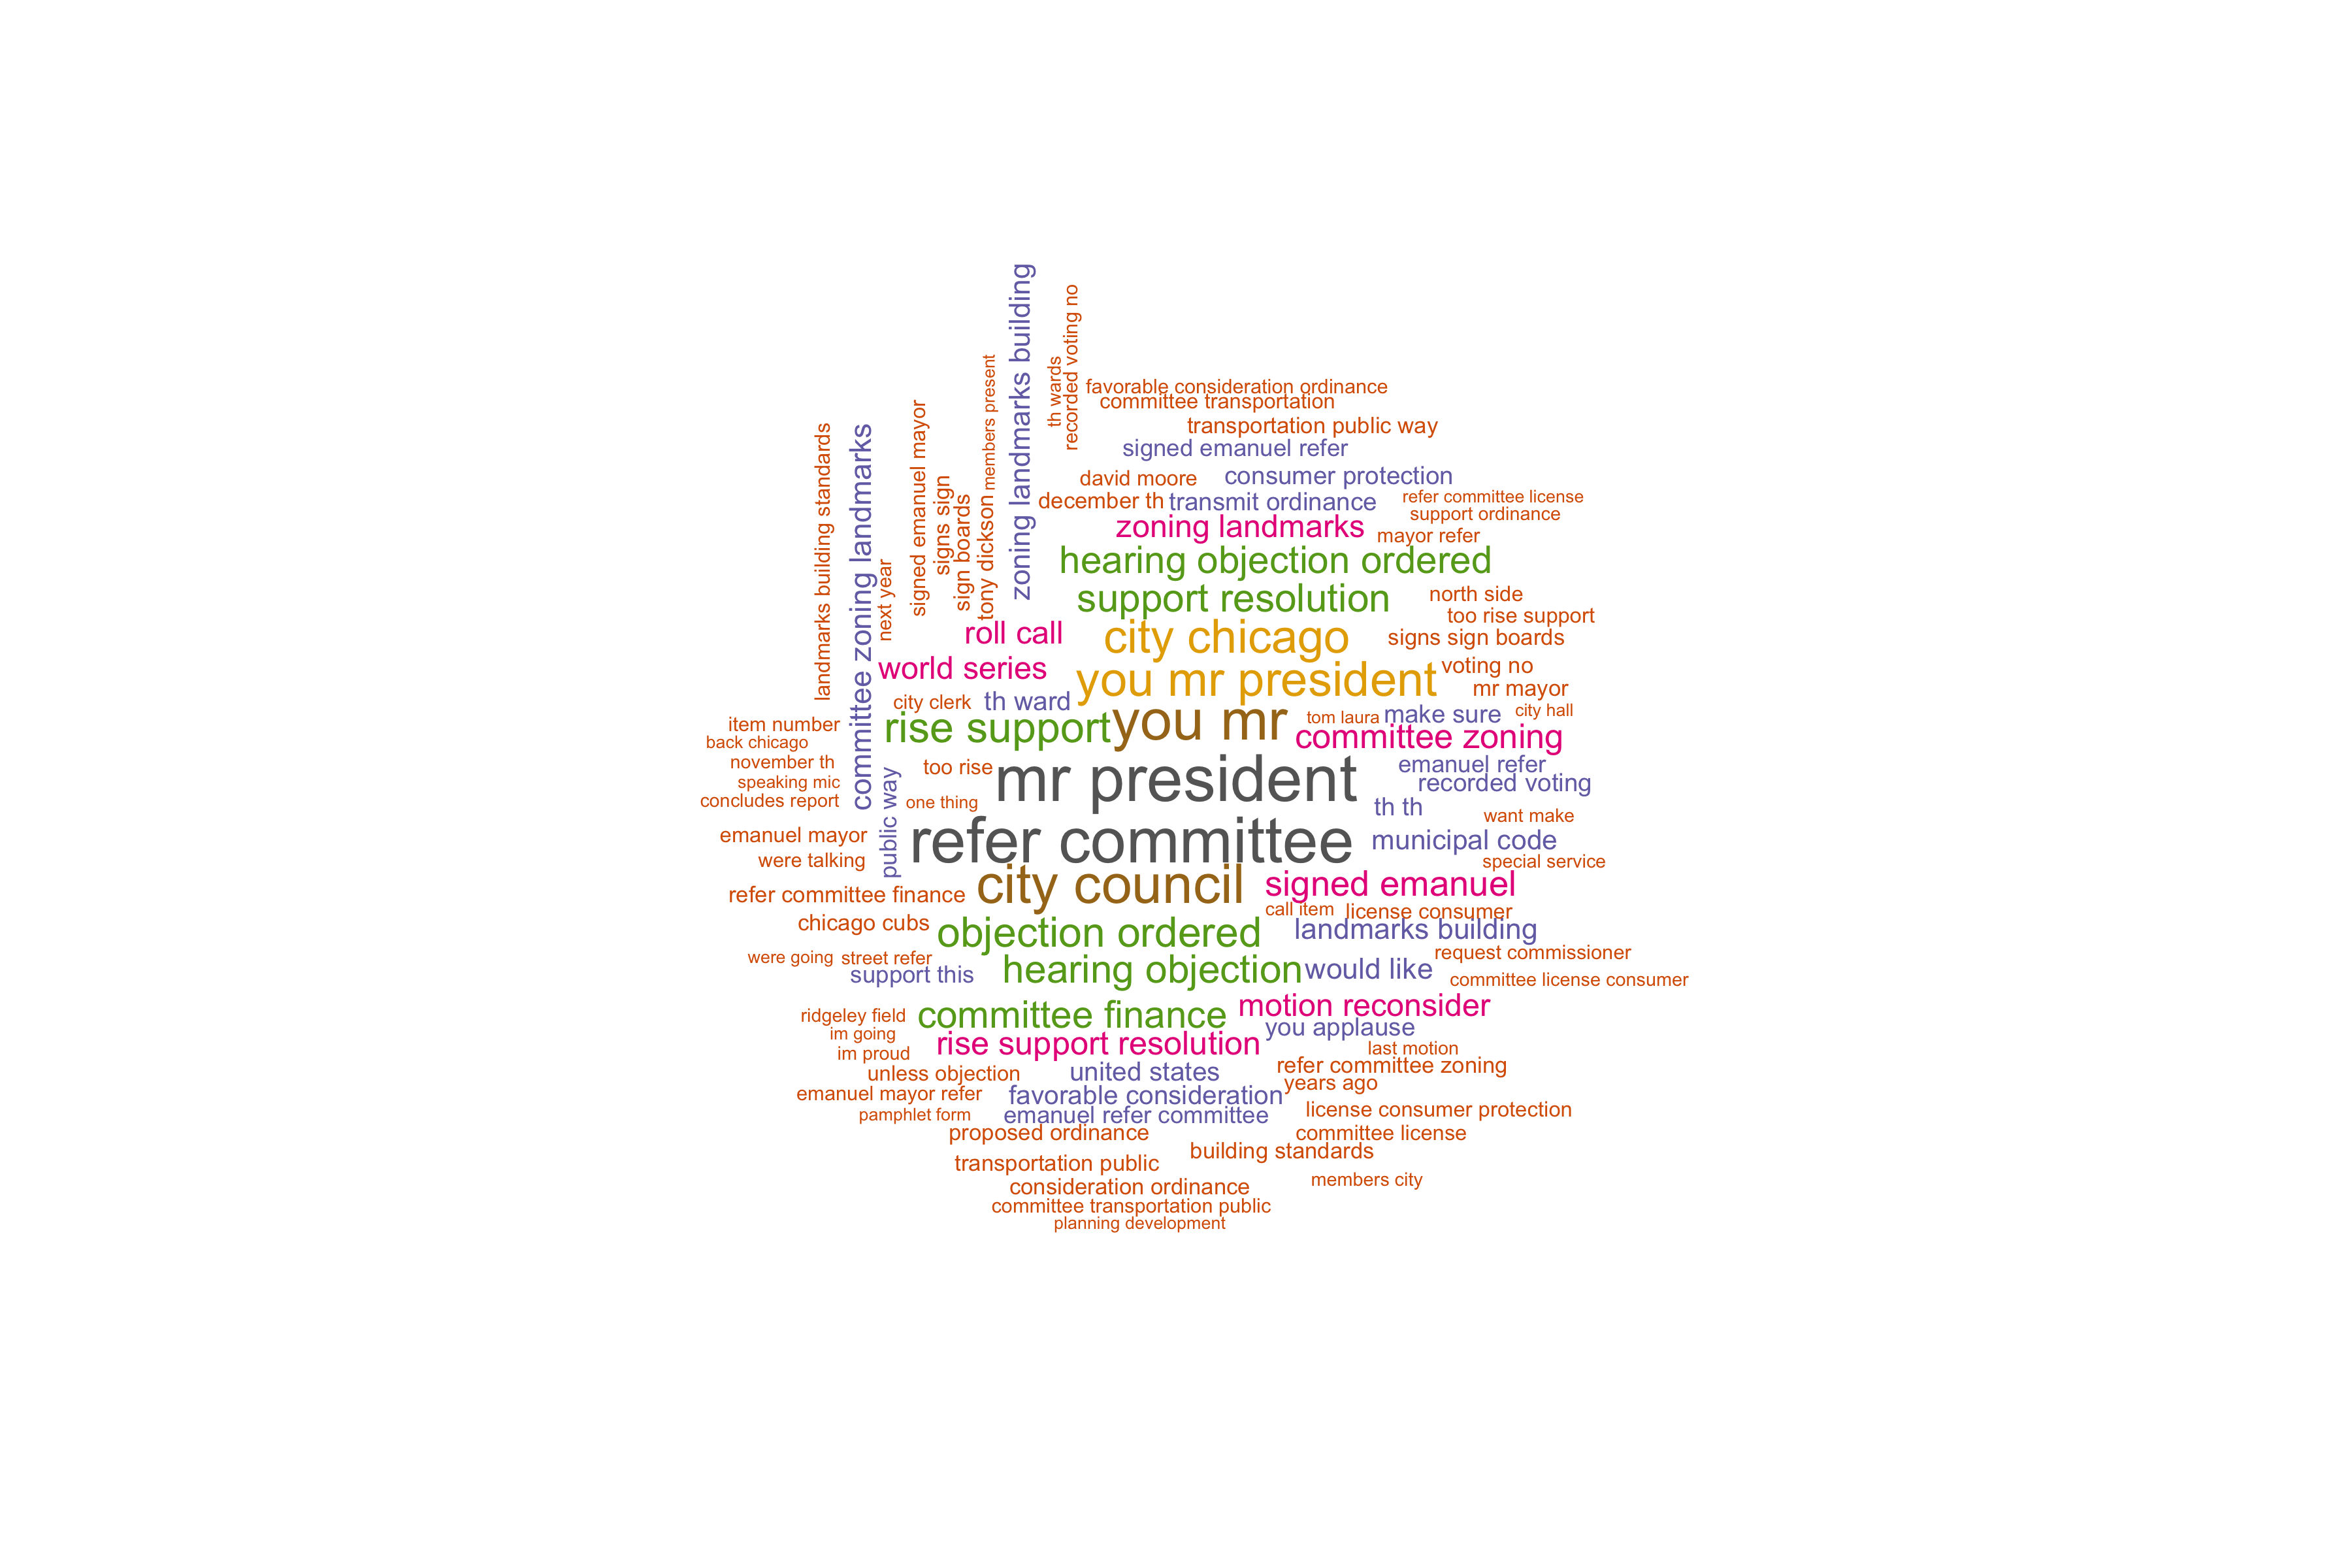 zoning landmarks building
recorded voting no
th wards
members present
favorable consideration ordinance
committee transportation
transportation public way
signed emanuel refer
landmarks building standards
committee zoning landmarks
signed emanuel mayor
signs sign
sign boards
tony dickson
next year
david moore
consumer protection
december th
transmit ordinance
refer committee license
support ordinance
zoning landmarks
mayor refer
hearing objection ordered
support resolution
north side
too rise support
roll call
city chicago
signs sign boards
world series
you mr president
voting no
mr mayor
city clerk
th ward
tom laura
make sure
city hall
item number
rise support
you mr
committee zoning
back chicago
november th
too rise
mr president
emanuel refer
speaking mic
recorded voting
concludes report
one thing
th th
want make
public way
emanuel mayor
refer committee
municipal code
were talking
special service
refer committee finance
city council
signed emanuel
call item
license consumer
chicago cubs
objection ordered
landmarks building
were going
street refer
request commissioner
support this
hearing objection
would like
committee license consumer
ridgeley field
committee finance
motion reconsider
im going
you applause
im proud
rise support resolution
last motion
unless objection
united states
refer committee zoning
years ago
emanuel mayor refer
favorable consideration
pamphlet form
emanuel refer committee
license consumer protection
proposed ordinance
committee license
building standards
transportation public
consideration ordinance
members city
committee transportation public
planning development